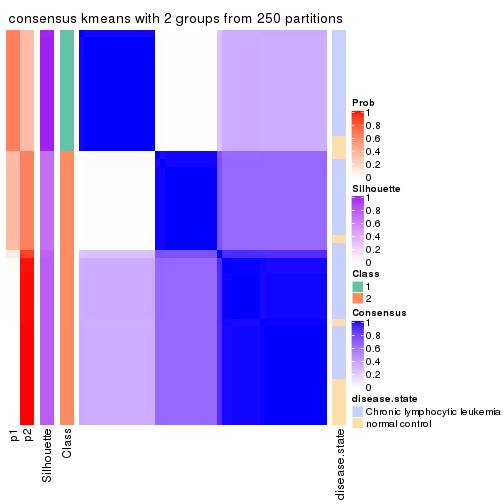 consensus kmeans with 2 groups from 250 partitions
Prob
1
0.8
0.6
0.4
0.2
0
Silhouette
1
0.8
0.6
0.4
0.2
0
Class
1
2
Consensus
1
0.8
0.6
0.4
0.2
0
disease.state
Chronic lymphocytic leukemia
normal control
p1
p2
Silhouette
Class
disease.state